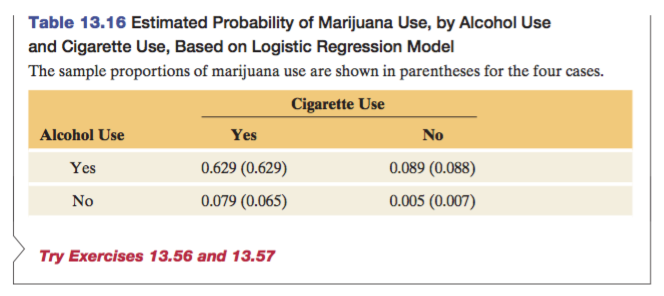 Table 13.16 Estimated Probability of Marijuana Use, by Alcohol Use
and Cigarette Use, Based on Logistic Regression Model
The sample proportions of marijuana use are shown in parentheses for the four cases.
Cigarette Use
Alcohol Use Yes No
Yes 0.629 (0.629) 0.089 (0.088)
No 0.079 (0.065) 0.005 (0.007)
Try Exercises 13.56 and 13.57